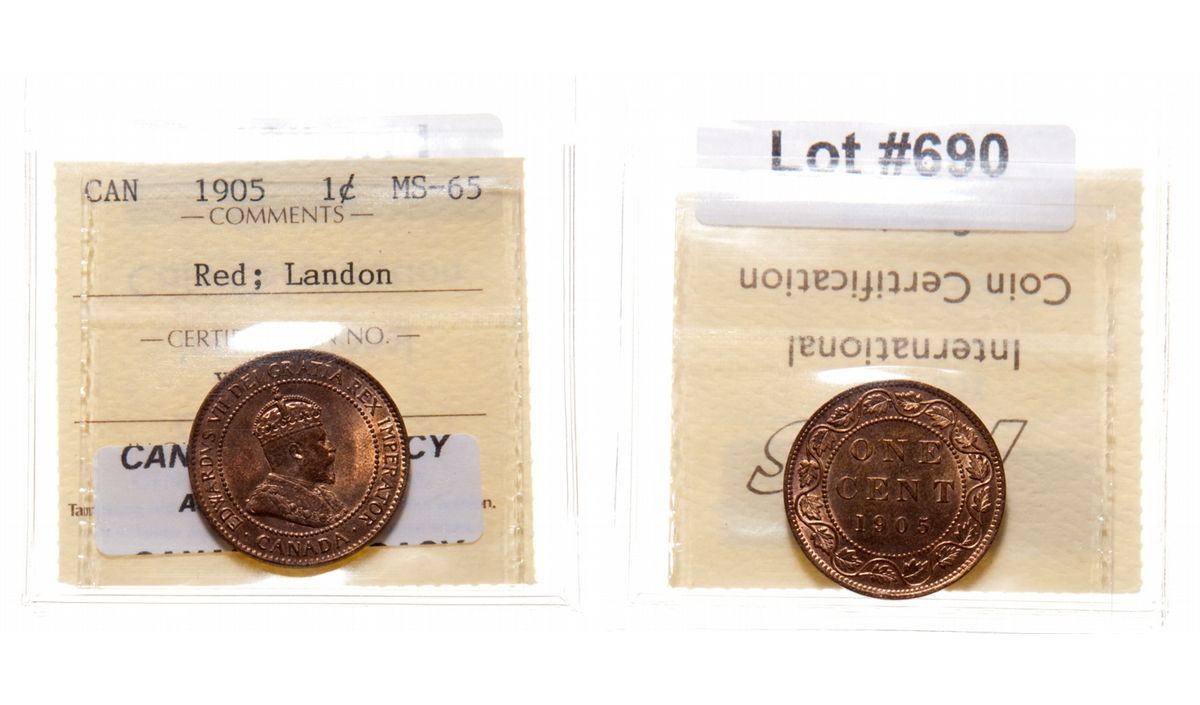 CAN 1905 1¢ MS-65
COMMENTS
Red; Landon
NO.
EDWARDVS VII DEI GRATIA REX IMPERATOR
CANADA
Lot #690
Coin Certification
International
ONE
CENT
1905